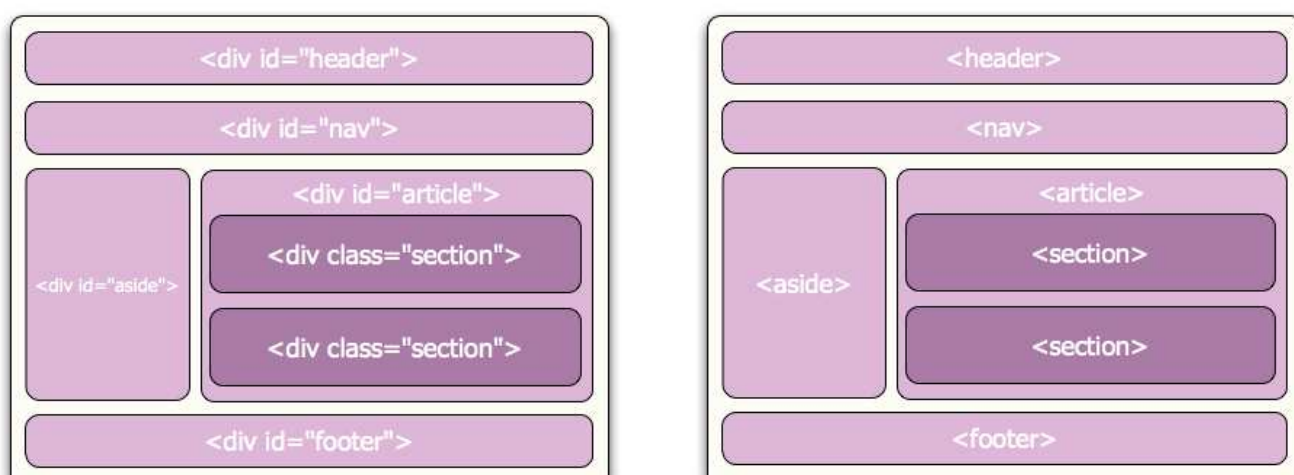 <div id="header">
<div id="nav">
<div id="aside">
<div id="article">
<div class="section">
<div class="section">
<div id="footer">
<header>
<nav>
<aside>
<article>
<section>
<section>
<footer>